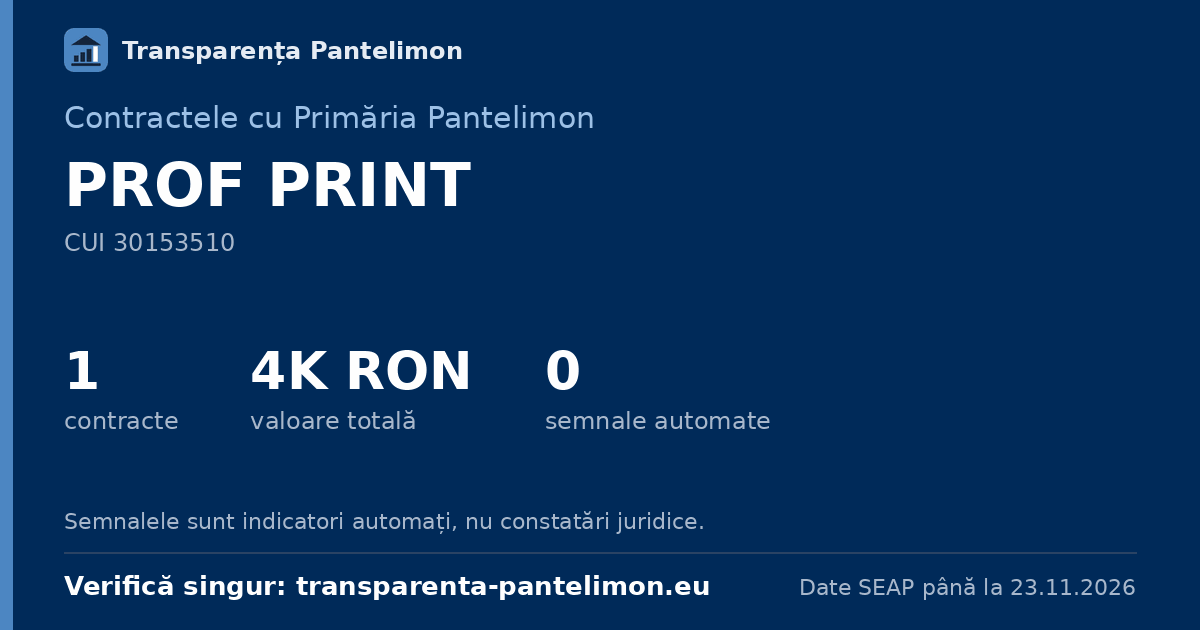 Transparența Pantelimon
Contractele cu Primăria Pantelimon
PROF PRINT
CUI 30153510
1
contracte
4K RON
valoare totală
0
semnale automate
Semnalele sunt indicatori automați, nu constatări juridice.
Verifică singur: transparenta-pantelimon.eu
Date SEAP până la 23.11.2026